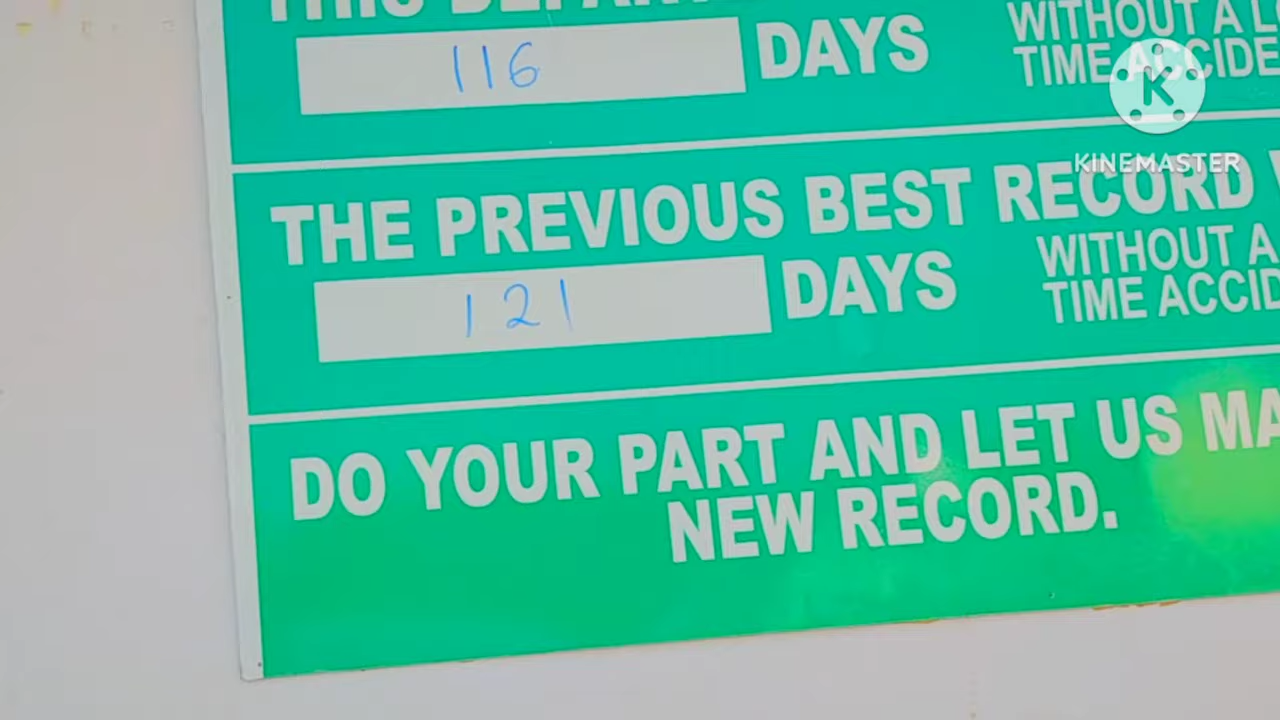 THIS
116 DAYS
WITHOUT A
TIME ACCIDE
THE PREVIOUS BEST RECORD
121 DAYS
WITHOUT A
TIME ACCID
DO YOUR PART AND LET US MA
NEW RECORD.
K
KINEMASTER